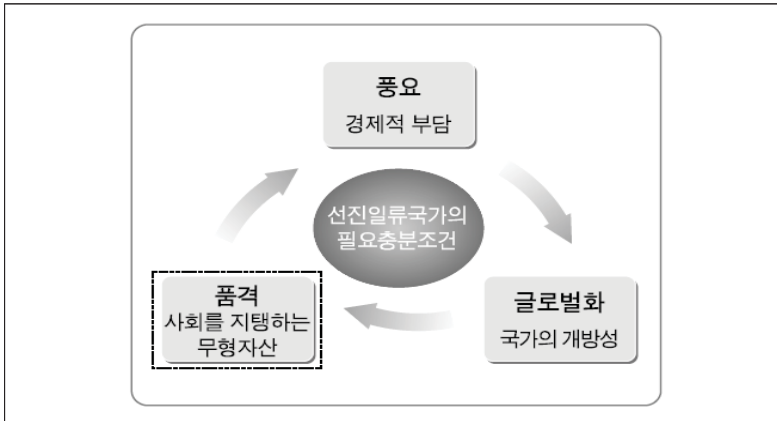 풍요
경제적 부담
선진일류국가의
필요충분조건
품격
사회를 지탱하는
무형자산
글로벌화
국가의 개방성